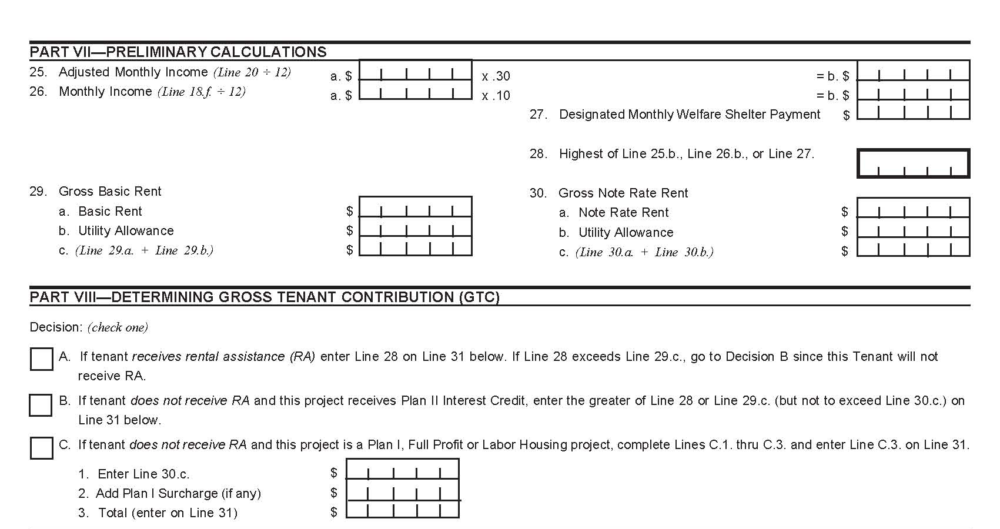 PART VII—PRELIMINARY CALCULATIONS
25. Adjusted Monthly Income (Line 20 ÷ 12) a. $ x .30 = b. $
26. Monthly Income (Line 18.f. ÷ 12) a. $ x .10 = b. $
27. Designated Monthly Welfare Shelter Payment $
28. Highest of Line 25.b., Line 26.b., or Line 27.
29. Gross Basic Rent
a. Basic Rent $
b. Utility Allowance $
c. (Line 29.a. + Line 29.b.) $
30. Gross Note Rate Rent
a. Note Rate Rent $
b. Utility Allowance $
c. (Line 30.a. + Line 30.b.) $
PART VIII—DETERMINING GROSS TENANT CONTRIBUTION (GTC)
Decision: (check one)
A. If tenant receives rental assistance (RA) enter Line 28 on Line 31 below. If Line 28 exceeds Line 29.c., go to Decision B since this Tenant will not
receive RA.
B. If tenant does not receive RA and this project receives Plan II Interest Credit, enter the greater of Line 28 or Line 29.c. (but not to exceed Line 30.c.) on
Line 31 below.
C. If tenant does not receive RA and this project is a Plan I, Full Profit or Labor Housing project, complete Lines C.1. thru C.3. and enter Line C.3. on Line 31.
1. Enter Line 30.c. $
2. Add Plan I Surcharge (if any) $
3. Total (enter on Line 31) $